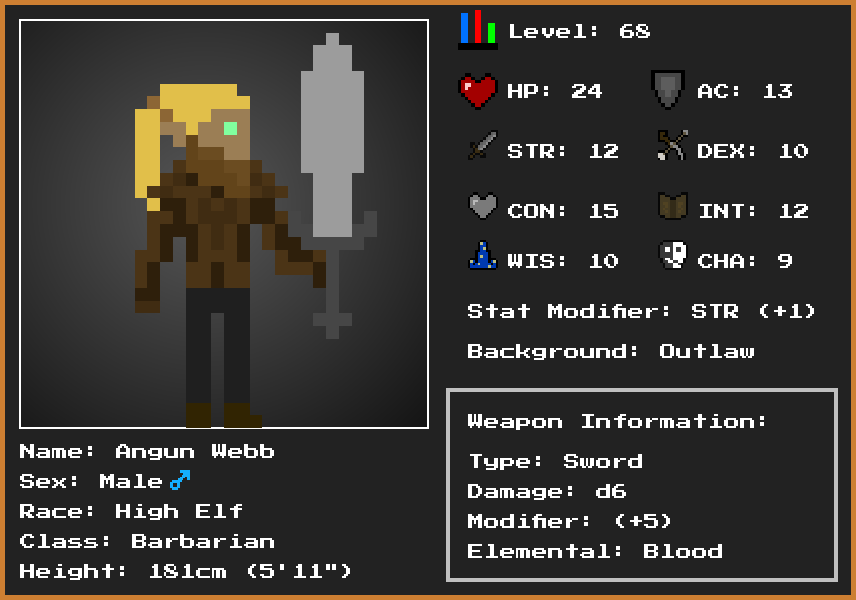 Level: 68
HP: 24
AC: 13
STR: 12
DEX: 10
CON: 15
INT: 12
WIS: 10
CHA: 9
Stat Modifier: STR (+1)
Background: Outlaw
Weapon Information:
Type: Sword
Damage: d6
Modifier: (+5)
Elemental: Blood
Name: Angun Webb
Sex: Male♂
Race: High Elf
Class: Barbarian
Height: 181cm (5'11")